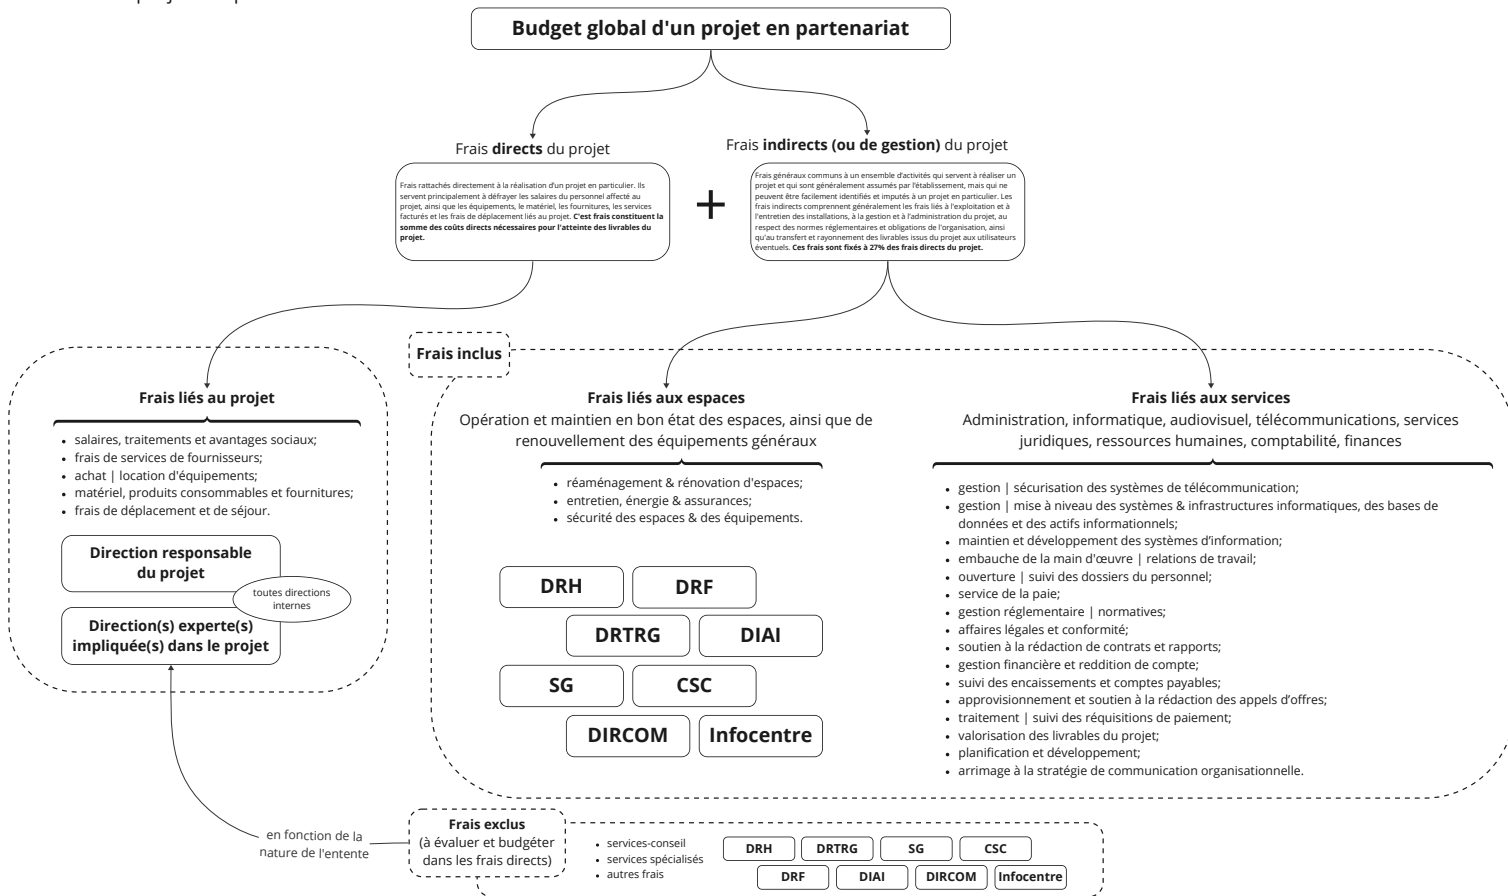 Budget global d'un projet en partenariat
Frais directs du projet
Frais rattachés directement à la réalisation d'un projet en particulier. Ils
servent principalement à défrayer les salaires du personnel affecté au
projet, ainsi que les équipements, le matériel, les fournitures, les services
facturés et les frais de déplacement liés au projet. C'est frais constituent la
somme des coûts directs nécessaires pour l'atteinte des livrables du
projet.
+
Frais indirects (ou de gestion) du projet
Frais généraux communs à un ensemble d'activités qui servent à réaliser un
projet et qui sont généralement assumés par l'établissement, mais qui ne
peuvent être facilement identifiés et imputés à un projet en particulier. Les
frais indirects comprennent généralement les frais liés à l'exploitation et à
l'entretien des installations, à la gestion et à l'administration du projet, au
respect des normes réglementaires et obligations de l'organisation, ainsi
qu'au transfert et rayonnement des livrables issus du projet aux utilisateurs
éventuels. Ces frais sont fixés à 27% des frais directs du projet.
Frais liés au projet
• salaires, traitements et avantages sociaux;
• frais de services de fournisseurs;
• achat | location d'équipements;
• matériel, produits consommables et fournitures;
• frais de déplacement et de séjour.
Direction responsable
du projet
toutes directions
internes
Direction(s) experte(s)
impliquée(s) dans le projet
Frais inclus
Frais liés aux espaces
Opération et maintien en bon état des espaces, ainsi que de
renouvellement des équipements généraux
• réaménagement & rénovation d'espaces;
• entretien, énergie & assurances;
• sécurité des espaces & des équipements.
DRH DRF
DRTRG DIAI
SG CSC
DIRCOM Infocentre
Frais liés aux services
Administration, informatique, audiovisuel, télécommunications, services
juridiques, ressources humaines, comptabilité, finances
• gestion | sécurisation des systèmes de télécommunication;
• gestion | mise à niveau des systèmes & infrastructures informatiques, des bases de
données et des actifs informationnels;
• maintien et développement des systèmes d'information;
• embauche de la main d'œuvre | relations de travail;
• ouverture | suivi des dossiers du personnel;
• service de la paie;
• gestion réglementaire | normatives;
• affaires légales et conformité;
• soutien à la rédaction de contrats et rapports;
• gestion financière et reddition de compte;
• suivi des encaissements et comptes payables;
• approvisionnement et soutien à la rédaction des appels d'offres;
• traitement | suivi des réquisitions de paiement;
• valorisation des livrables du projet;
• planification et développement;
• arrimage à la stratégie de communication organisationnelle.
en fonction de la
nature de l'entente
Frais exclus
(à évaluer et budgéter
dans les frais directs)
• services-conseil
• services spécialisés
• autres frais
DRH DRTRG SG CSC
DRF DIAI DIRCOM Infocentre